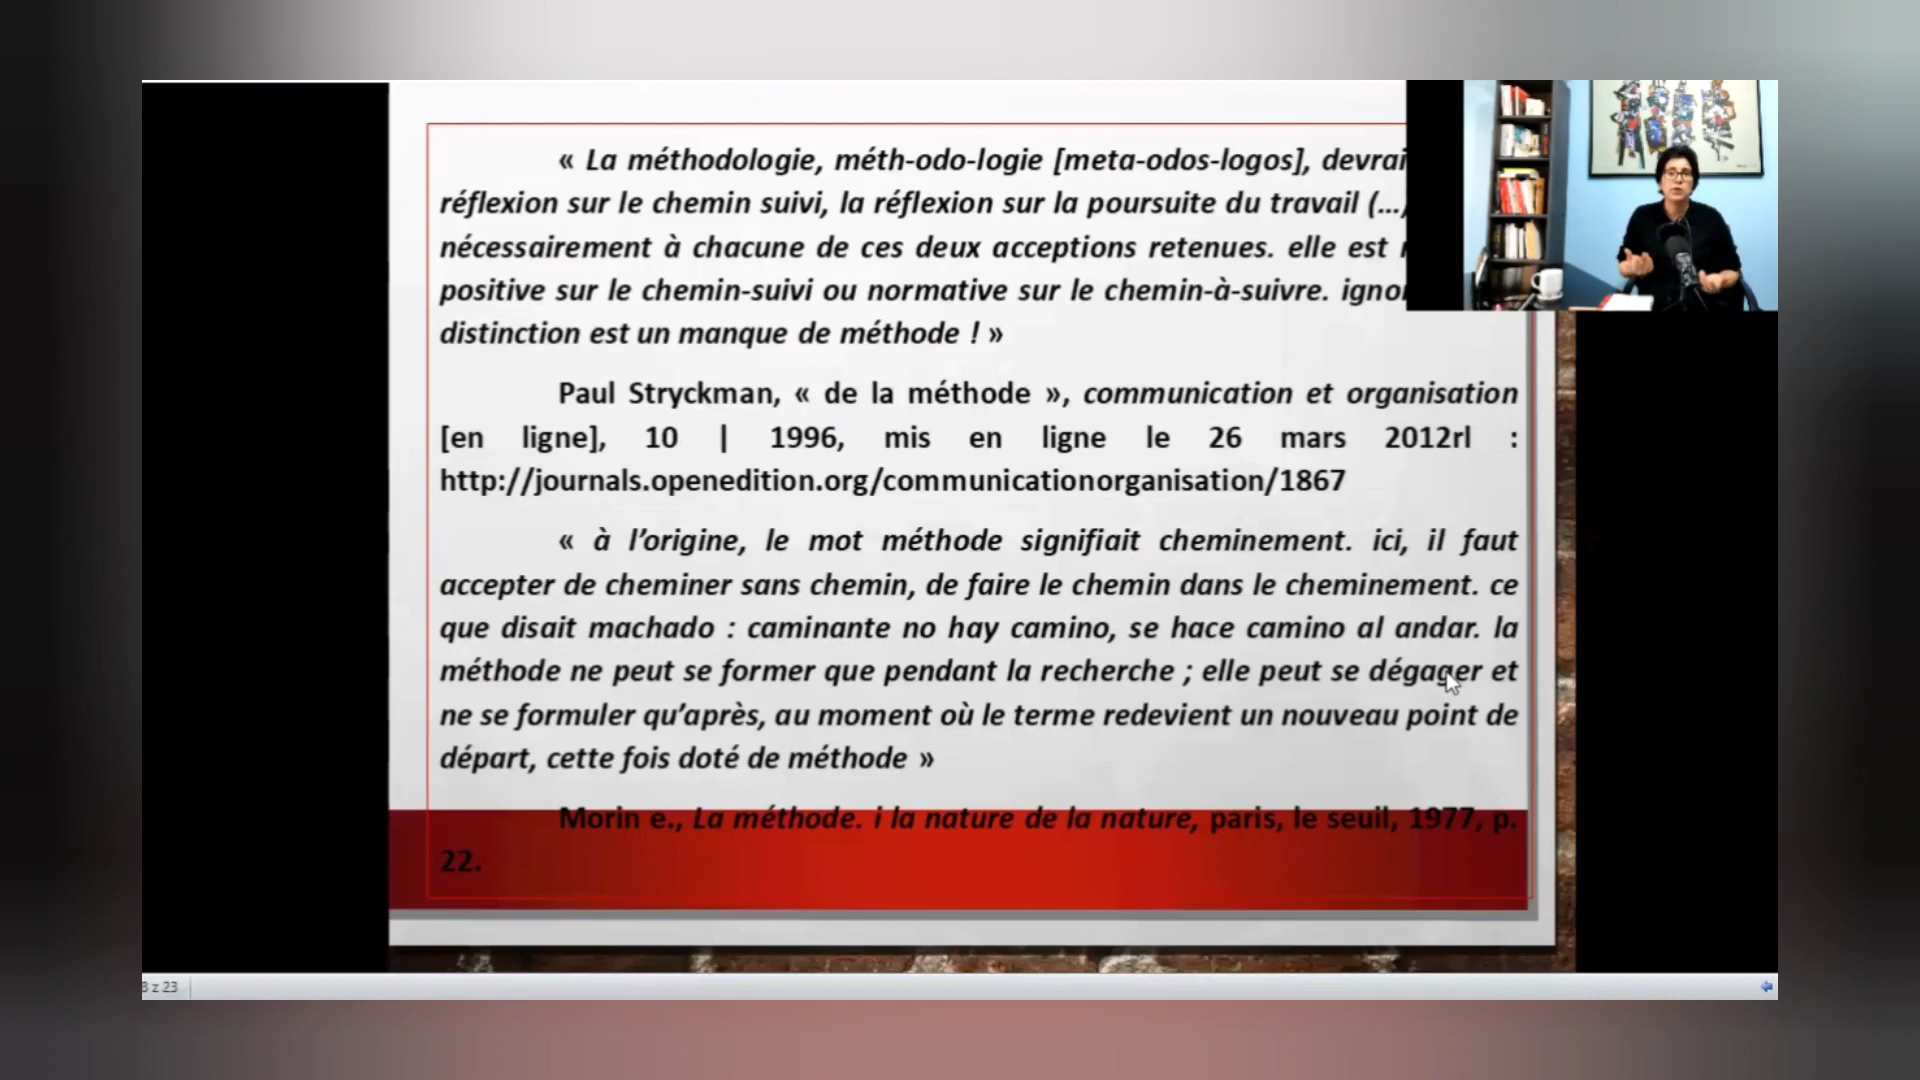 « La méthodologie, méth-odo-logie [meta-odos-logos], devrai
réflexion sur le chemin suivi, la réflexion sur la poursuite du travail (...)
nécessairement à chacune de ces deux acceptions retenues. elle est
positive sur le chemin-suivi ou normative sur le chemin-à-suivre. ignor
distinction est un manque de méthode ! »
Paul Stryckman, « de la méthode », communication et organisation
[en ligne], 10 | 1996, mis en ligne le 26 mars 2012rl :
http://journals.openedition.org/communicationorganisation/1867
« à l’origine, le mot méthode signifiait cheminement. ici, il faut
accepter de cheminer sans chemin, de faire le chemin dans le cheminement. ce
que disait machado : caminante no hay camino, se hace camino al andar. la
méthode ne peut se former que pendant la recherche ; elle peut se dégager et
ne se formuler qu’après, au moment où le terme redevient un nouveau point de
départ, cette fois doté de méthode »
Morin e., La méthode. i la nature de la nature, paris, le seuil, 1977, p.
22.
3 z 23